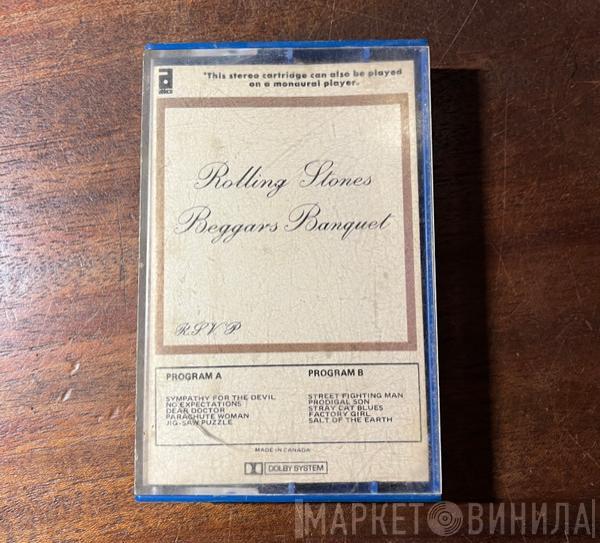 abkco
"This stereo cartridge can also be played
on a monaural player."
Rolling Stones
Beggars Banquet
R.S.V.P.
PROGRAM A
SYMPATHY FOR THE DEVIL
NO EXPECTATIONS
DEAR DOCTOR
PARACHUTE WOMAN
JIG-SAW PUZZLE
PROGRAM B
STREET FIGHTING MAN
PRODIGAL SON
STRAY CAT BLUES
FACTORY GIRL
SALT OF THE EARTH
MADE IN CANADA
DOLBY SYSTEM
МАРКЕТ ВИНИЛА